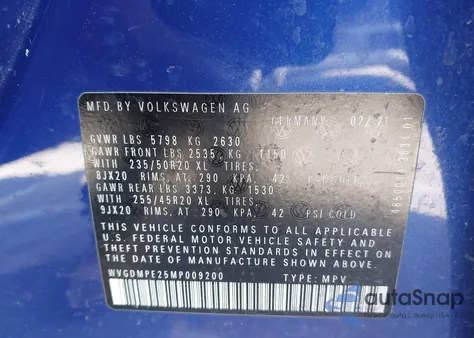 MFD BY VOLKSWAGEN AG GERMANY 02/21
GVWR LBS 5798 KG 2630
GAWR FRONT LBS 2535 KG 1150
WITH 235/50R20 XL TIRES.
8JX20 RIMS. AT: 290 KPA. 42 PSI COLD
GAWR REAR LBS 3373 KG 1530
WITH 255/45R20 XL TIRES.
9JX20 RIMS. AT: 290 KPA. 42 PSI COLD
THIS VEHICLE CONFORMS TO ALL APPLICABLE
U.S. FEDERAL MOTOR VEHICLE SAFETY AND
THEFT PREVENTION STANDARDS IN EFFECT ON
THE DATE OF MANUFACTURE SHOWN ABOVE.
WVGDMPE25MP009200 TYPE: MPV
autoSnap